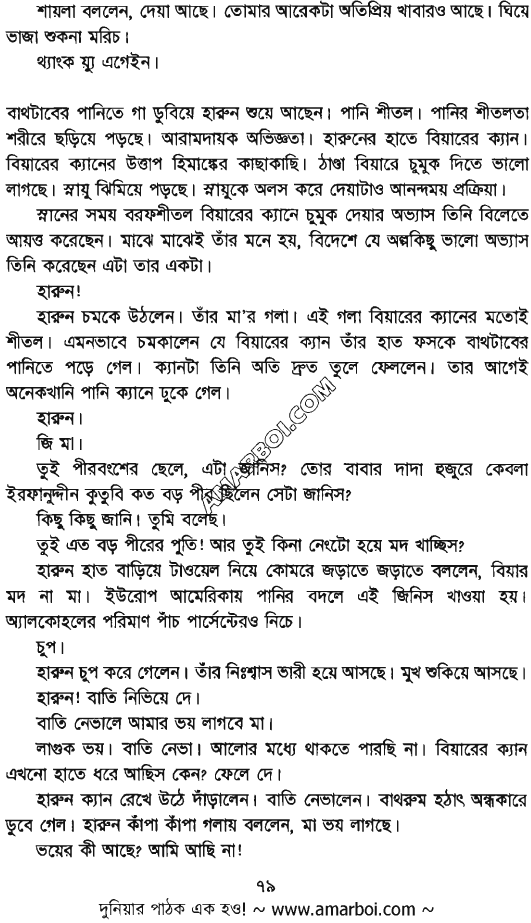 শায়লা বললেন, দেয়া আছে। তোমার আরেকটা অতিপ্রিয় খাবারও আছে। ঘিয়ে
ভাজা শুকনা মরিচ।
থ্যাংক য়্যু এগেইন।
বাথটাবের পানিতে গা ডুবিয়ে হারুন শুয়ে আছেন। পানি শীতল। পানির শীতলতা
শরীরে ছড়িয়ে পড়ছে। আরামদায়ক অভিজ্ঞতা। হারুনের হাতে বিয়ারের ক্যান।
বিয়ারের ক্যানের উত্তাপ হিমাঙ্কের কাছাকাছি। ঠাণ্ডা বিয়ারে চুমুক দিতে ভালো
লাগছে। স্নায়ু ঝিমিয়ে পড়ছে। স্নায়ুকে অলস করে দেয়াটাও আনন্দময় প্রক্রিয়া।
স্নানের সময় বরফশীতল বিয়ারের ক্যানে চুমুক দেয়ার অভ্যাস তিনি বিলেতে
আয়ত্ত করেছেন। মাঝে মাঝেই তাঁর মনে হয়, বিদেশে যে অল্পকিছু ভালো অভ্যাস
তিনি করেছেন এটা তার একটা।
হারুন!
হারুন চমকে উঠলেন। তাঁর মা'র গলা। এই গলা বিয়ারের ক্যানের মতোই
শীতল। এমনভাবে চমকালেন যে বিয়ারের ক্যান তাঁর হাত ফসকে বাথটাবের
পানিতে পড়ে গেল। ক্যানটা তিনি অতি দ্রুত তুলে ফেললেন। তার আগেই
অনেকখানি পানি ক্যানে ঢুকে গেল।
হারুন।
জি মা।
তুই পীরবংশের ছেলে, এটা জানিস? তোর বাবার দাদা হুজুরে কেবলা
ইরফানুদ্দীন কুতুবি কত বড় পীর ছিলেন সেটা জানিস?
কিছু কিছু জানি। তুমি বলেছ।
তুই এত বড় পীরের পুতি! আর তুই কিনা নেংটো হয়ে মদ খাচ্ছিস?
হারুন হাত বাড়িয়ে টাওয়েল নিয়ে কোমরে জড়াতে জড়াতে বললেন, বিয়ার
মদ না মা। ইউরোপ আমেরিকায় পানির বদলে এই জিনিস খাওয়া হয়।
অ্যালকোহলের পরিমাণ পাঁচ পার্সেন্টেরও নিচে।
চুপ।
হারুন চুপ করে গেলেন। তাঁর নিঃশ্বাস ভারী হয়ে আসছে। মুখ শুকিয়ে আসছে।
হারুন! বাতি নিভিয়ে দে।
বাতি নেভালে আমার ভয় লাগবে মা।
লাগুক ভয়। বাতি নেভা। আলোর মধ্যে থাকতে পারছি না। বিয়ারের ক্যান
এখনো হাতে ধরে আছিস কেন? ফেলে দে।
হারুন ক্যান রেখে উঠে দাঁড়ালেন। বাতি নেভালেন। বাথরুম হঠাৎ অন্ধকারে
ডুবে গেল। হারুন কাঁপা কাঁপা গলায় বললেন, মা ভয় লাগছে।
ভয়ের কী আছে? আমি আছি না!
AMARBOI.COM
৭৯
দুনিয়ার পাঠক এক হও! ~ www.amarboi.com ~